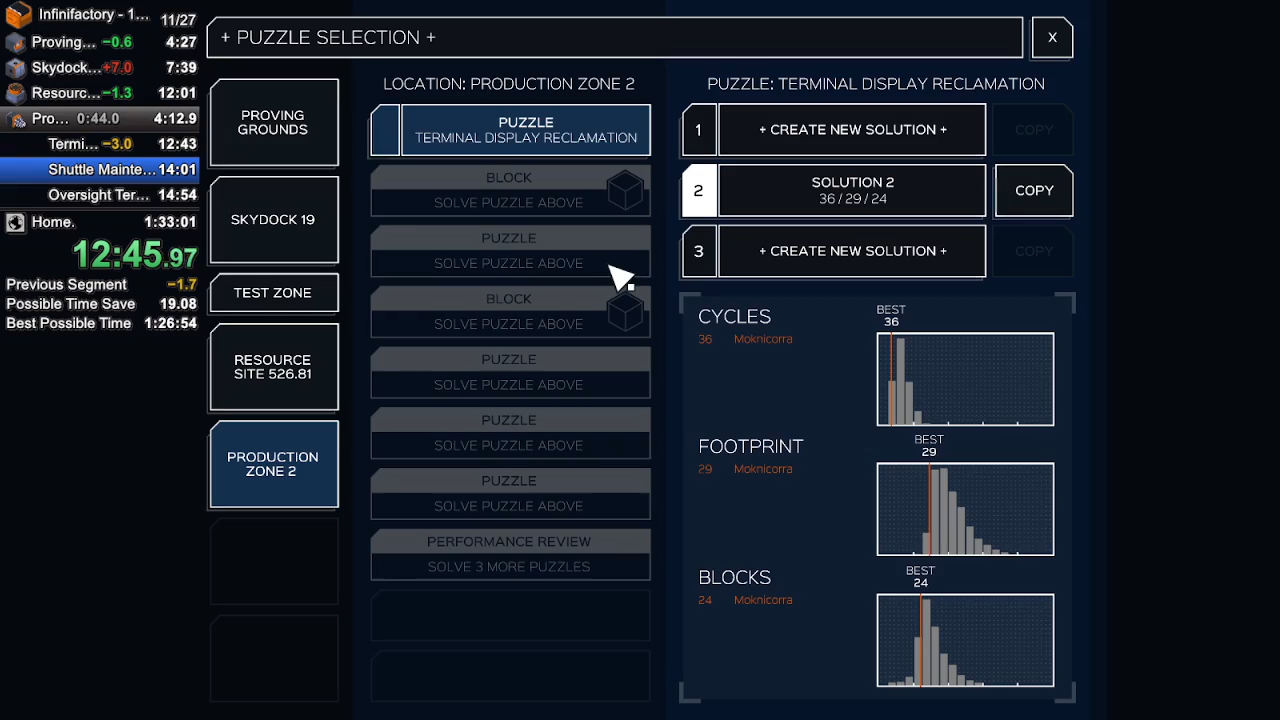 Infinifactory - 1...
11/27
Proving... −0.6 4:27
Skydock... +7.0 7:39
Resourc... −1.3 12:01
Pro... 0:44.0 4:12.9
Termi... −3.0 12:43
Shuttle Mainte... 14:01
Oversight Ter... 14:54
Home. 1:33:01
12:45.97
Previous Segment −1.7
Possible Time Save 19.08
Best Possible Time 1:26:54
+ PUZZLE SELECTION +
X
PROVING
GROUNDS
SKYDOCK 19
TEST ZONE
RESOURCE
SITE 526.81
PRODUCTION
ZONE 2
LOCATION: PRODUCTION ZONE 2
PUZZLE
TERMINAL DISPLAY RECLAMATION
BLOCK
SOLVE PUZZLE ABOVE
PUZZLE
SOLVE PUZZLE ABOVE
BLOCK
SOLVE PUZZLE ABOVE
PUZZLE
SOLVE PUZZLE ABOVE
PUZZLE
SOLVE PUZZLE ABOVE
PUZZLE
SOLVE PUZZLE ABOVE
PERFORMANCE REVIEW
SOLVE 3 MORE PUZZLES
PUZZLE: TERMINAL DISPLAY RECLAMATION
1 + CREATE NEW SOLUTION + COPY
2 SOLUTION 2 COPY
36 / 29 / 24
3 + CREATE NEW SOLUTION + COPY
CYCLES
36 Moknicorra
BEST
36
FOOTPRINT
29 Moknicorra
BEST
29
BLOCKS
24 Moknicorra
BEST
24